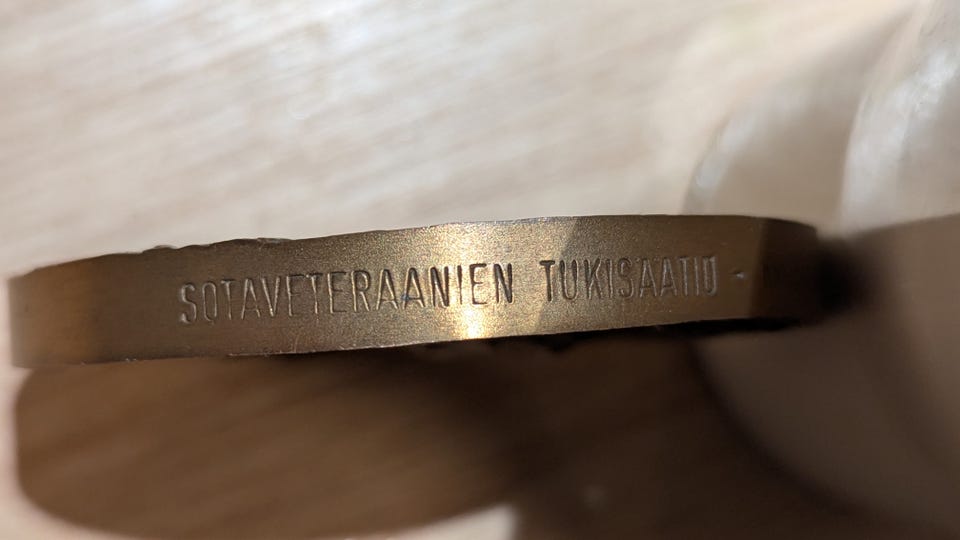 SOTAVETERAANIEN TUKISAATIO -